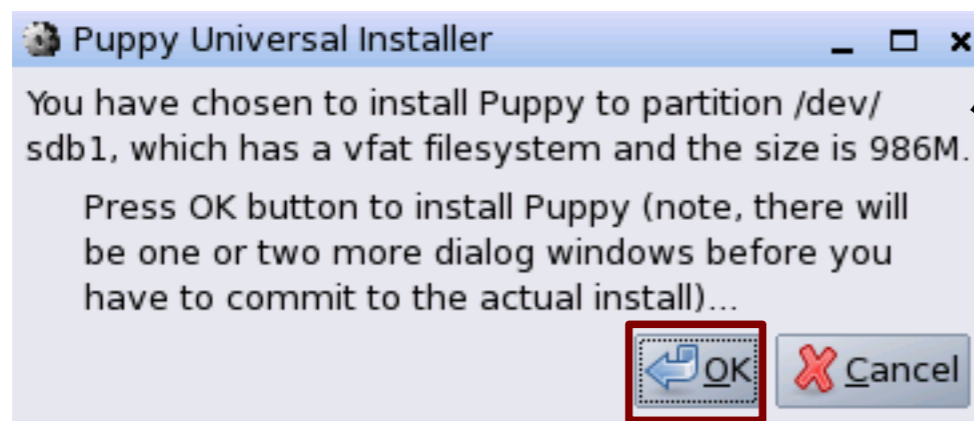 Puppy Universal Installer
You have chosen to install Puppy to partition /dev/
sdb1, which has a vfat filesystem and the size is 986M.
Press OK button to install Puppy (note, there will
be one or two more dialog windows before you
have to commit to the actual install)...
OK Cancel